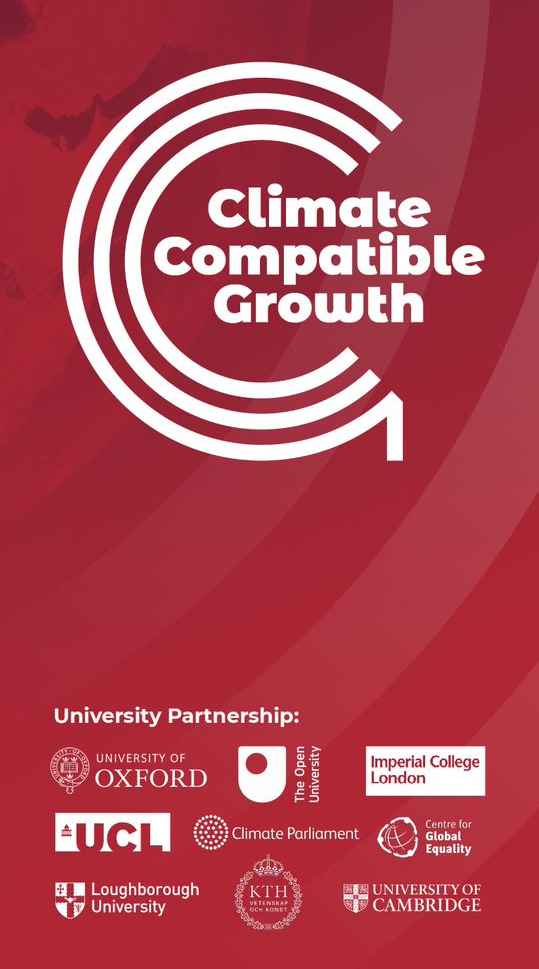 Climate
Compatible
Growth
University Partnership:
UNIVERSITY OF
OXFORD
The Open
University
Imperial College
London
UCL
Climate Parliament
Centre for
Global
Equality
Loughborough
University
KTH
VETENSKAP
OCH KONST
UNIVERSITY OF
CAMBRIDGE